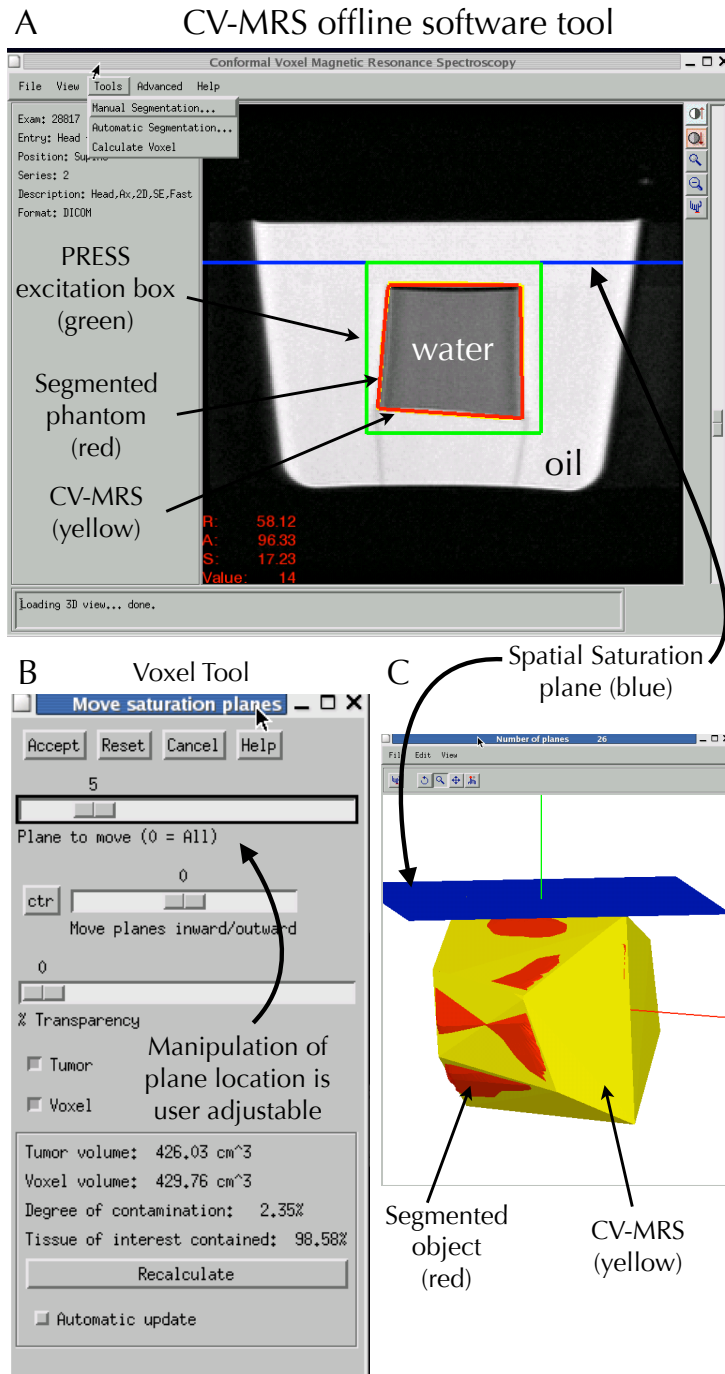 A CV-MRS offline software tool
Conformal Voxel Magnetic Resonance Spectroscopy
File View Tools Advanced Help
Manual Segmentation...
Automatic Segmentation...
Calculate Voxel
Exam: 28817
Entry: Head
Position: Supine
Series: 2
Description: Head,Ax,2D,SE,Fast
Format: DICOM
PRESS
excitation box
(green)
Segmented
phantom
(red)
CV-MRS
(yellow)
water
oil
R: 58.12
A: 96.33
S: 17.23
Value: 14
Loading 3D view... done.
B Voxel Tool
Move saturation planes
Accept Reset Cancel Help
5
Plane to move (0 = All)
0
ctr
Move planes inward/outward
0
% Transparency
Tumor
Voxel
Manipulation of
plane location is
user adjustable
Tumor volume: 426.03 cm^3
Voxel volume: 429.76 cm^3
Degree of contamination: 2.35%
Tissue of interest contained: 98.58%
Recalculate
Automatic update
C
Spatial Saturation
plane (blue)
Number of planes 26
File Edit View
Segmented
object
(red)
CV-MRS
(yellow)